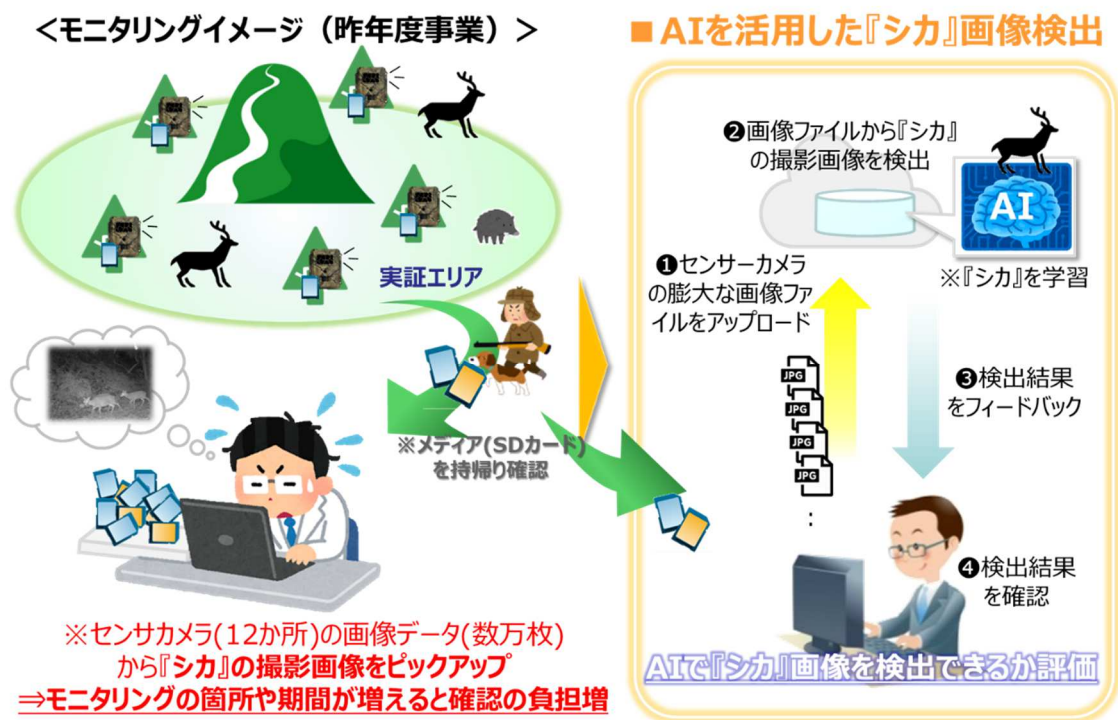 ＜モニタリングイメージ（昨年度事業）＞
実証エリア
※メディア(SDカード)
を持帰り確認
※センサカメラ(12か所)の画像データ(数万枚)
から『シカ』の撮影画像をピックアップ
⇒モニタリングの箇所や期間が増えると確認の負担増
■AIを活用した『シカ』画像検出
❷画像ファイルから『シカ』
の撮影画像を検出
AI
※『シカ』を学習
❶センサーカメラ
の膨大な画像ファ
イルをアップロード
JPG
JPG
JPG
JPG
：
❸検出結果
をフィードバック
❹検出結果
を確認
AIで『シカ』画像を検出できるか評価